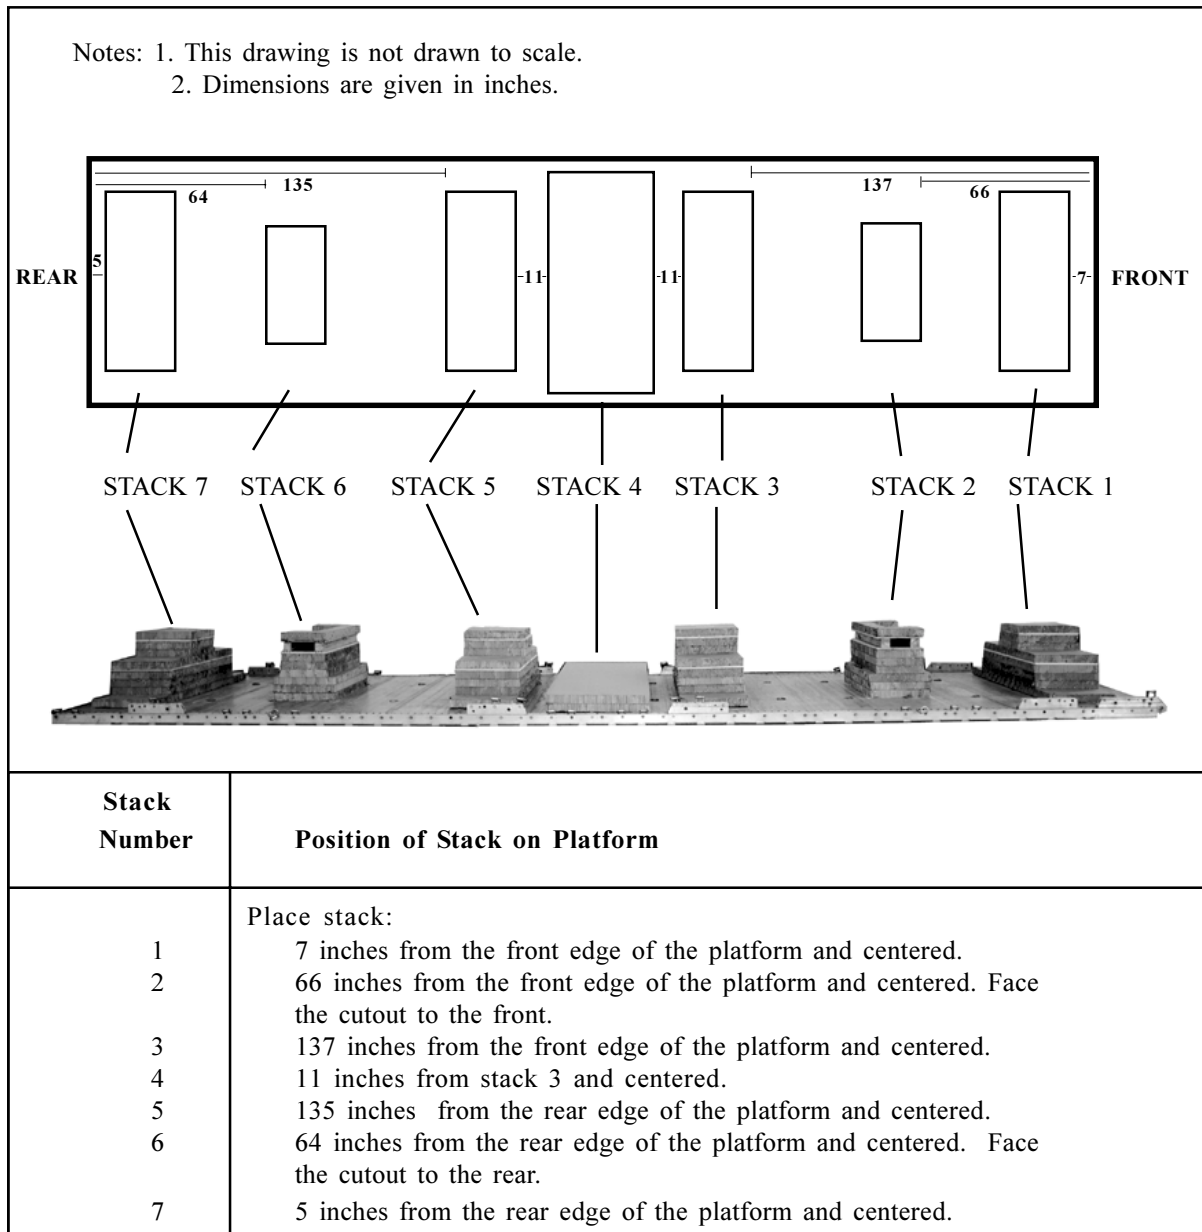 Notes: 1. This drawing is not drawn to scale.
2. Dimensions are given in inches.
135
137
64
66
5
REAR
11
11
7
FRONT
STACK 7 STACK 6 STACK 5 STACK 4 STACK 3 STACK 2 STACK 1
Stack
Number
Position of Stack on Platform
Place stack:
1 7 inches from the front edge of the platform and centered.
2 66 inches from the front edge of the platform and centered. Face
the cutout to the front.
3 137 inches from the front edge of the platform and centered.
4 11 inches from stack 3 and centered.
5 135 inches from the rear edge of the platform and centered.
6 64 inches from the rear edge of the platform and centered. Face
the cutout to the rear.
7 5 inches from the rear edge of the platform and centered.